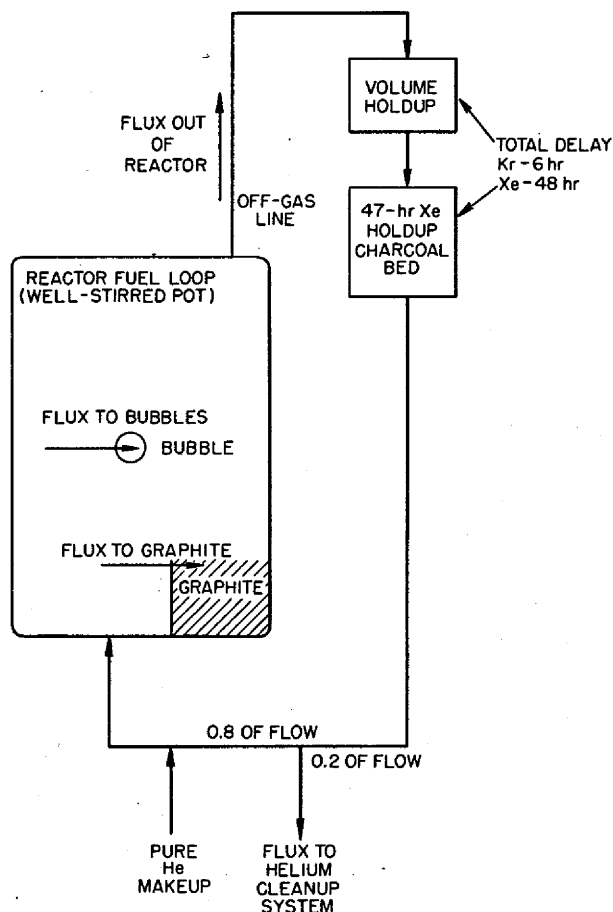 VOLUME
HOLDUP
FLUX OUT
OF
REACTOR
TOTAL DELAY
Kr-6 hr
Xe-48 hr
OFF-GAS
LINE
47-hr Xe
HOLDUP
CHARCOAL
BED
REACTOR FUEL LOOP
(WELL-STIRRED POT)
FLUX TO BUBBLES
BUBBLE
FLUX TO GRAPHITE
GRAPHITE
0.8 OF FLOW
0.2 OF FLOW
PURE
He
MAKEUP
FLUX TO
HELIUM
CLEANUP
SYSTEM